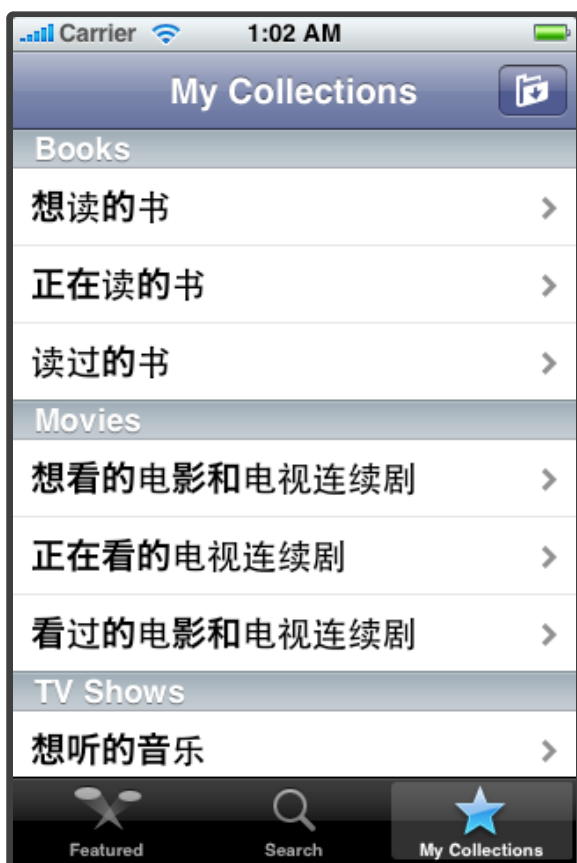 Carrier 1:02 AM
My Collections
Books
想读的书
正在读的书
读过的书
Movies
想看的电影和电视连续剧
正在看的电视连续剧
看过的电影和电视连续剧
TV Shows
想听的音乐
Featured Search My Collections